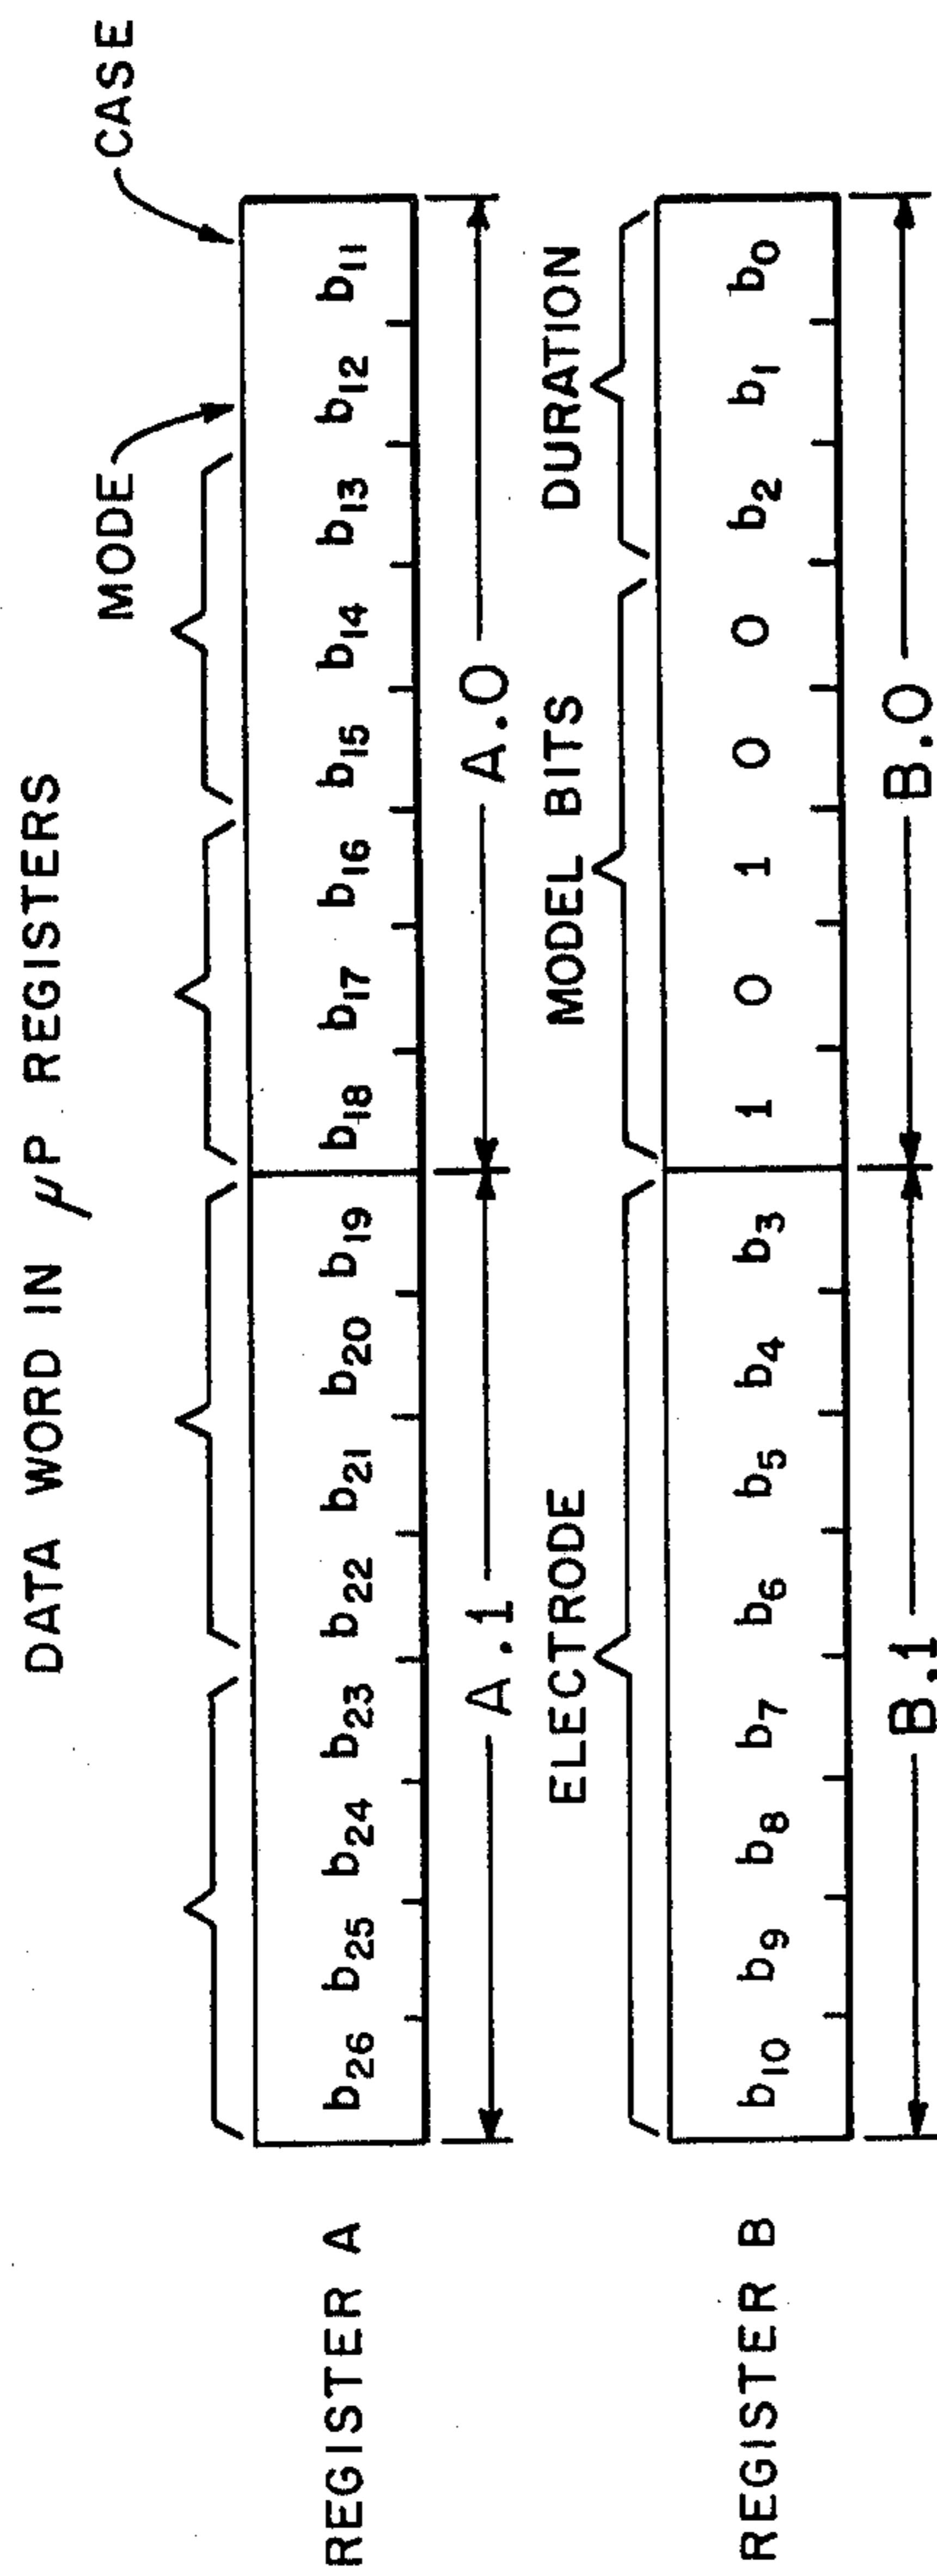 DATA WORD IN µP REGISTERS
MODE CASE
REGISTER A
b26 b25 b24 b23 b22 b21 b20 b19 b18 b17 b16 b15 b14 b13 b12 b11
A.1 A.0
ELECTRODE MODEL BITS DURATION
REGISTER B
b10 b9 b8 b7 b6 b5 b4 b3 1 0 1 0 0 b2 b1 b0
B.1 B.0